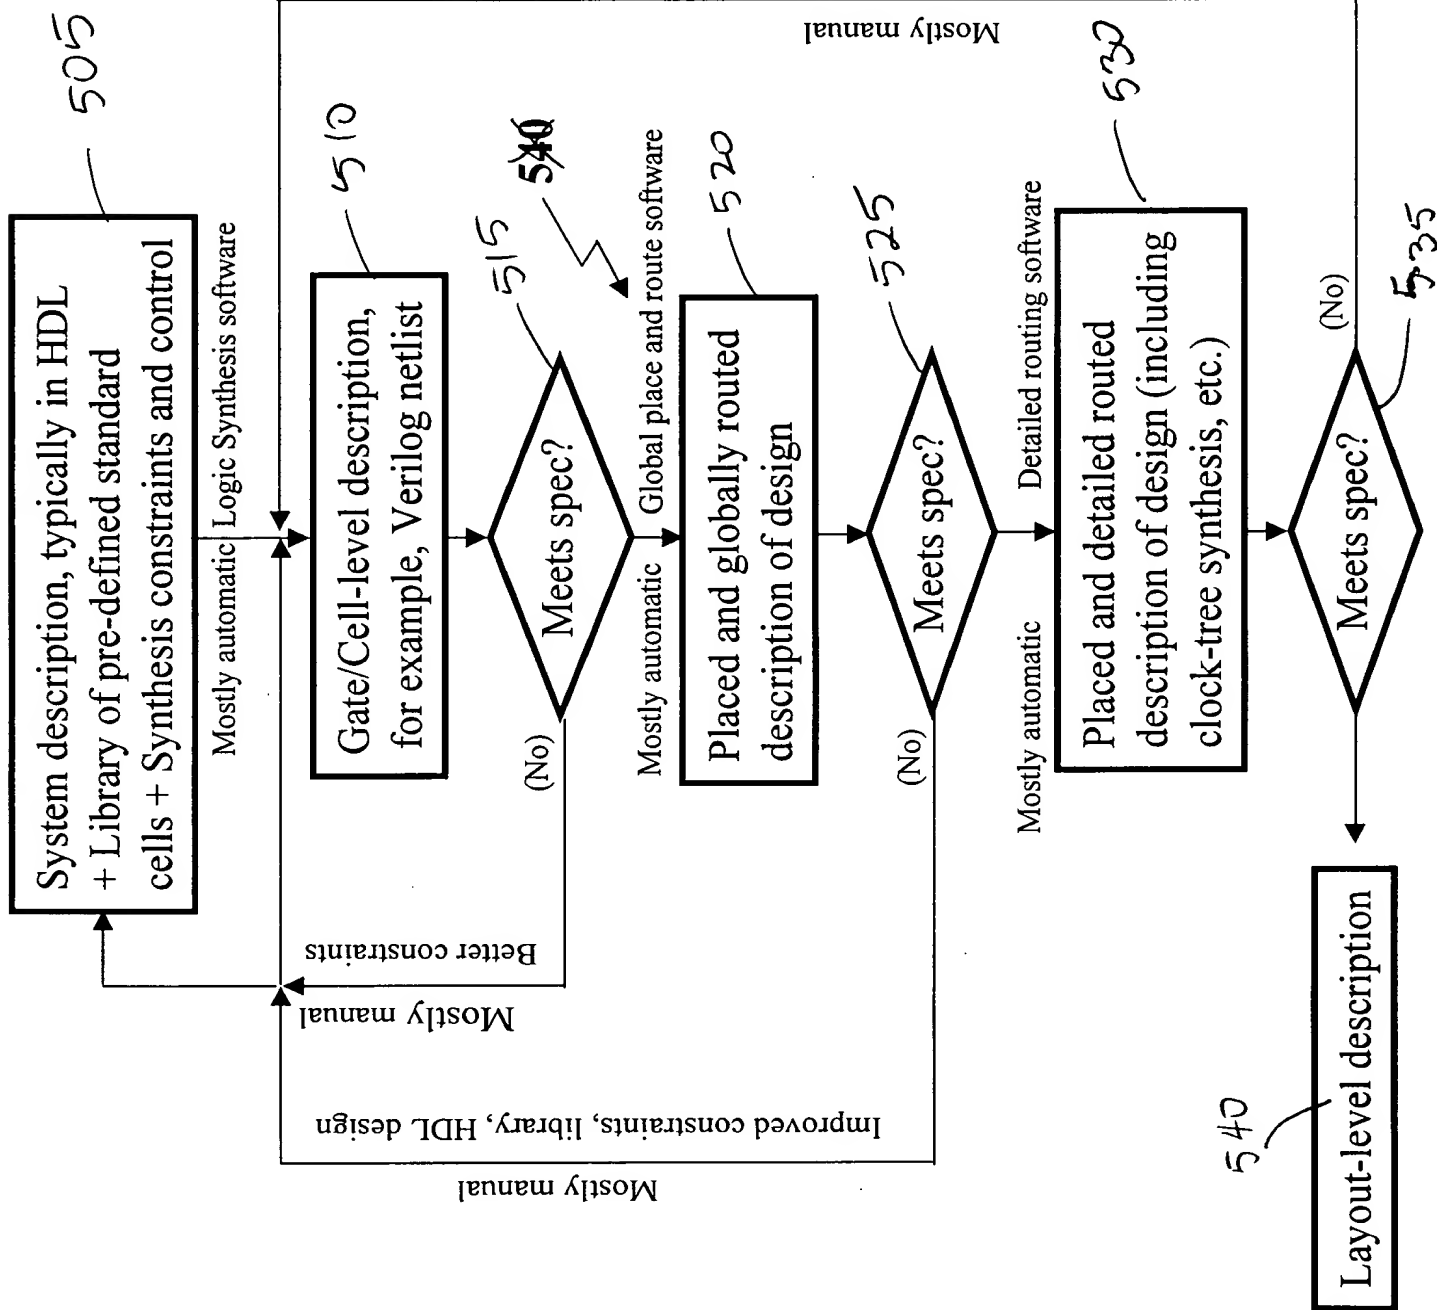 System description, typically in HDL
+ Library of pre-defined standard
cells + Synthesis constraints and control
505
Mostly automatic
Logic Synthesis software
Gate/Cell-level description,
for example, Verilog netlist
510
Meets spec?
515
(No)
Better constraints
Mostly manual
Mostly automatic
Global place and route software
540
Placed and globally routed
description of design
520
Meets spec?
525
(No)
Improved constraints, library, HDL design
Mostly manual
Mostly automatic
Detailed routing software
Placed and detailed routed
description of design (including
clock-tree synthesis, etc.)
530
Meets spec?
535
(No)
Mostly manual
Layout-level description
540